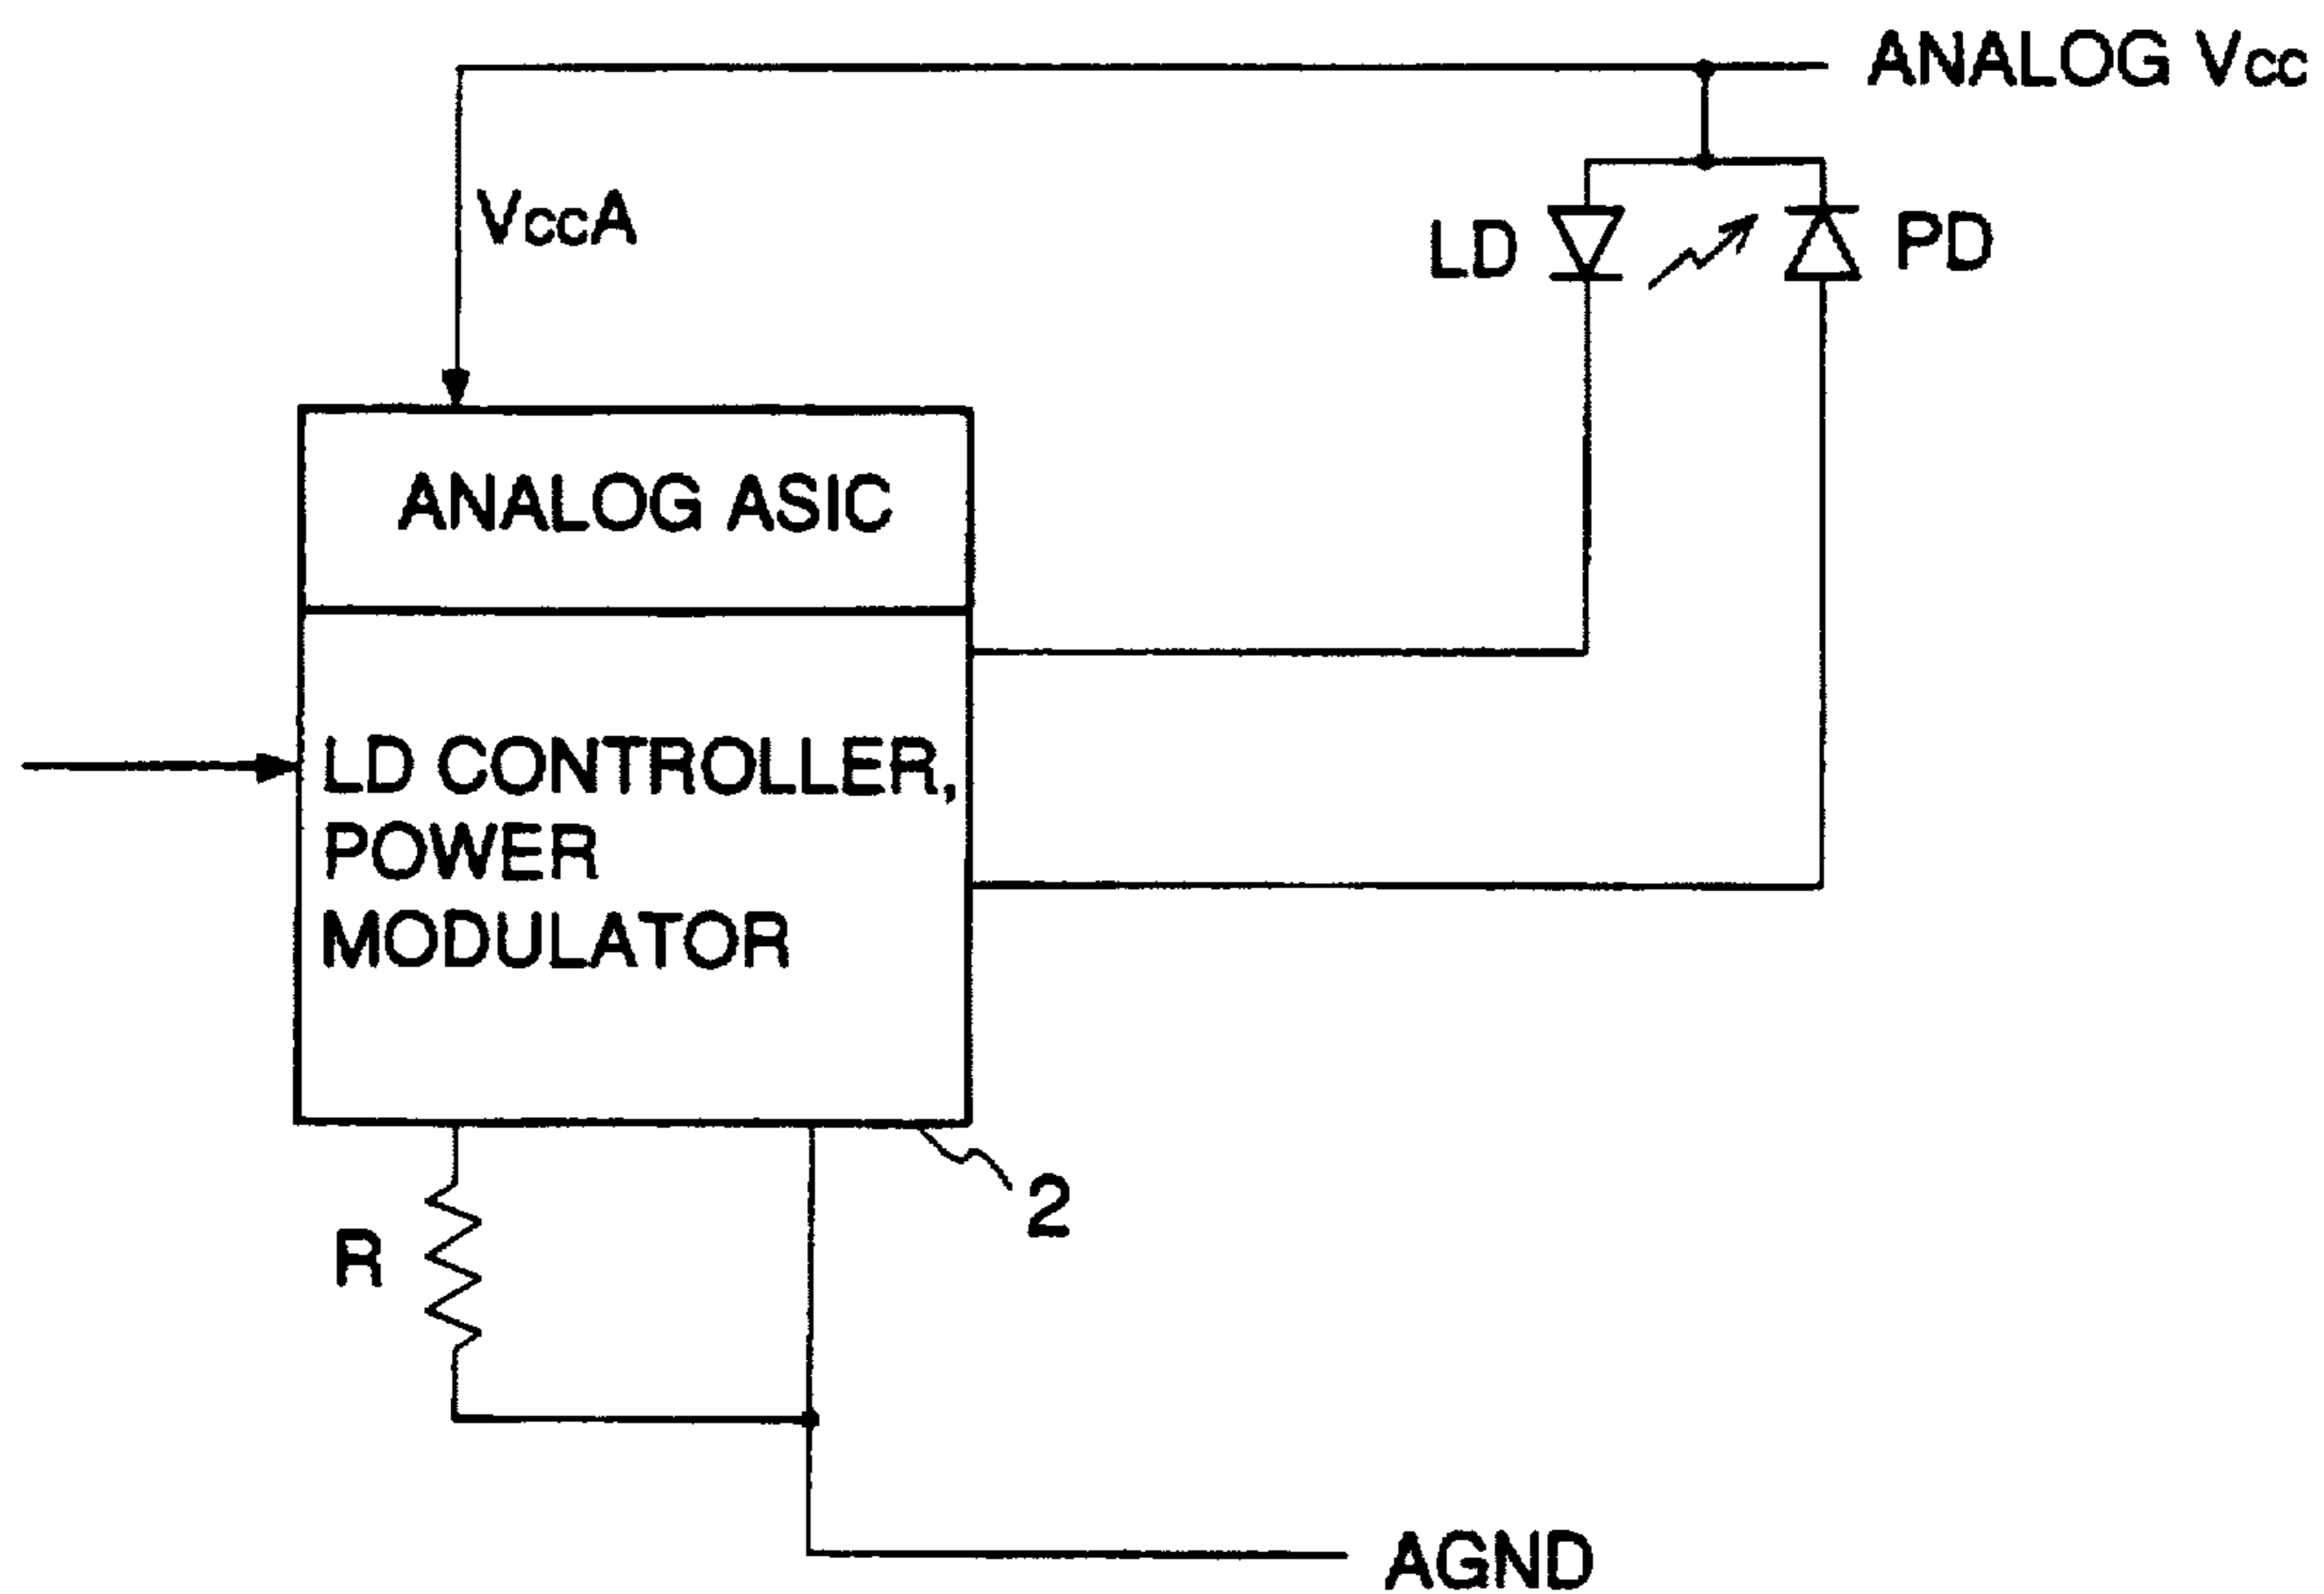 ANALOG Vcc
VccA
LD
PD
ANALOG ASIC
LD CONTROLLER,
POWER
MODULATOR
2
R
AGND